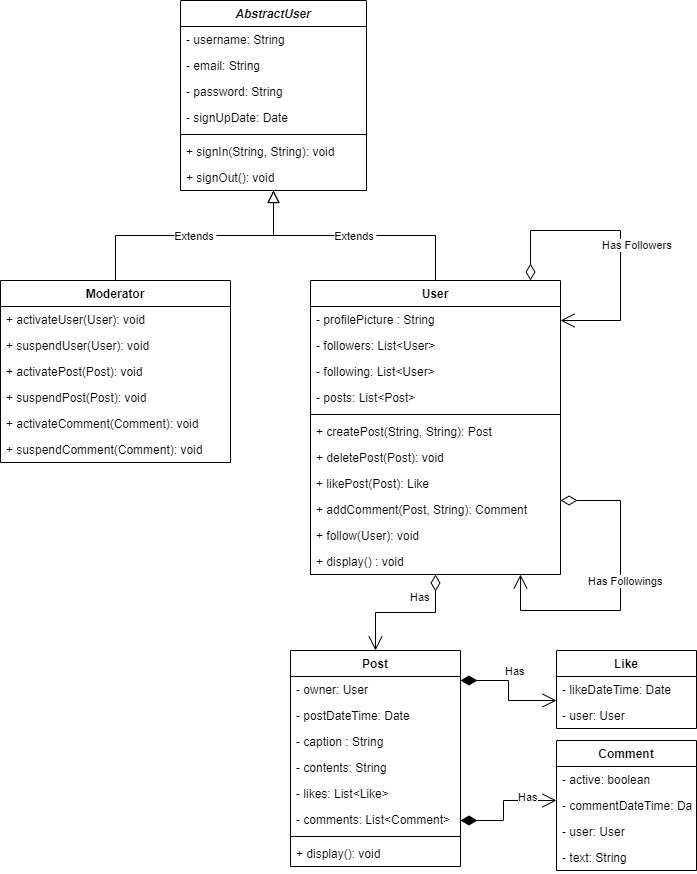 AbstractUser
- username: String
- email: String
- password: String
- signUpDate: Date
+ signIn(String, String): void
+ signOut(): void
Extends
Extends
Has Followers
Moderator
+ activateUser(User): void
+ suspendUser(User): void
+ activatePost(Post): void
+ suspendPost(Post): void
+ activateComment(Comment): void
+ suspendComment(Comment): void
User
- profilePicture : String
- followers: List<User>
- following: List<User>
- posts: List<Post>
+ createPost(String, String): Post
+ deletePost(Post): void
+ likePost(Post): Like
+ addComment(Post, String): Comment
+ follow(User): void
+ display() : void
Has Followings
Has
Post
- owner: User
- postDateTime: Date
- caption : String
- contents: String
- likes: List<Like>
- comments: List<Comment>
+ display(): void
Has
Like
- likeDateTime: Date
- user: User
Has
Comment
- active: boolean
- commentDateTime: Da
- user: User
- text: String